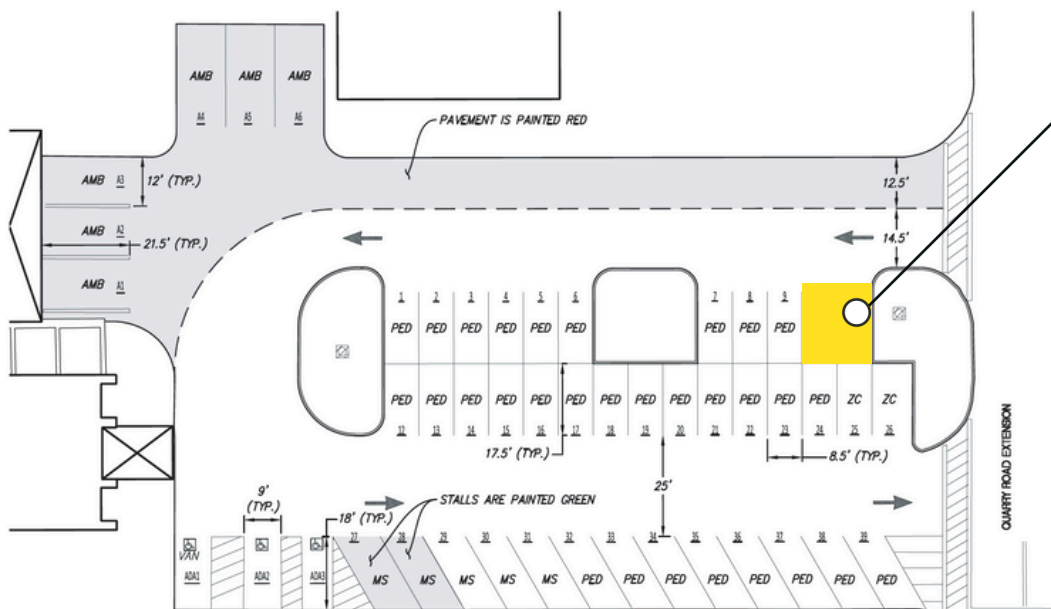 AMB AMB AMB
A4 A5 A6
PAVEMENT IS PAINTED RED
AMB A3
12' (TYP.)
12.5'
AMB A2
21.5' (TYP.)
14.5'
AMB A1
1 2 3 4 5 6 7 8 9
PED PED PED PED PED PED PED PED PED
PED PED PED PED PED PED PED PED PED PED PED PED PED ZC ZC
12 13 14 15 16 17 18 19 20 21 22 23 24 25 26
17.5' (TYP.)
8.5' (TYP.)
25'
QUARRY ROAD EXTENSION
9'
(TYP.)
STALLS ARE PAINTED GREEN
18' (TYP.)
27 28 29 30 31 32 33 34 35 36 37 38 39
VAN
ADA1 ADA2 ADA3
MS MS MS MS MS PED PED PED PED PED PED PED PED